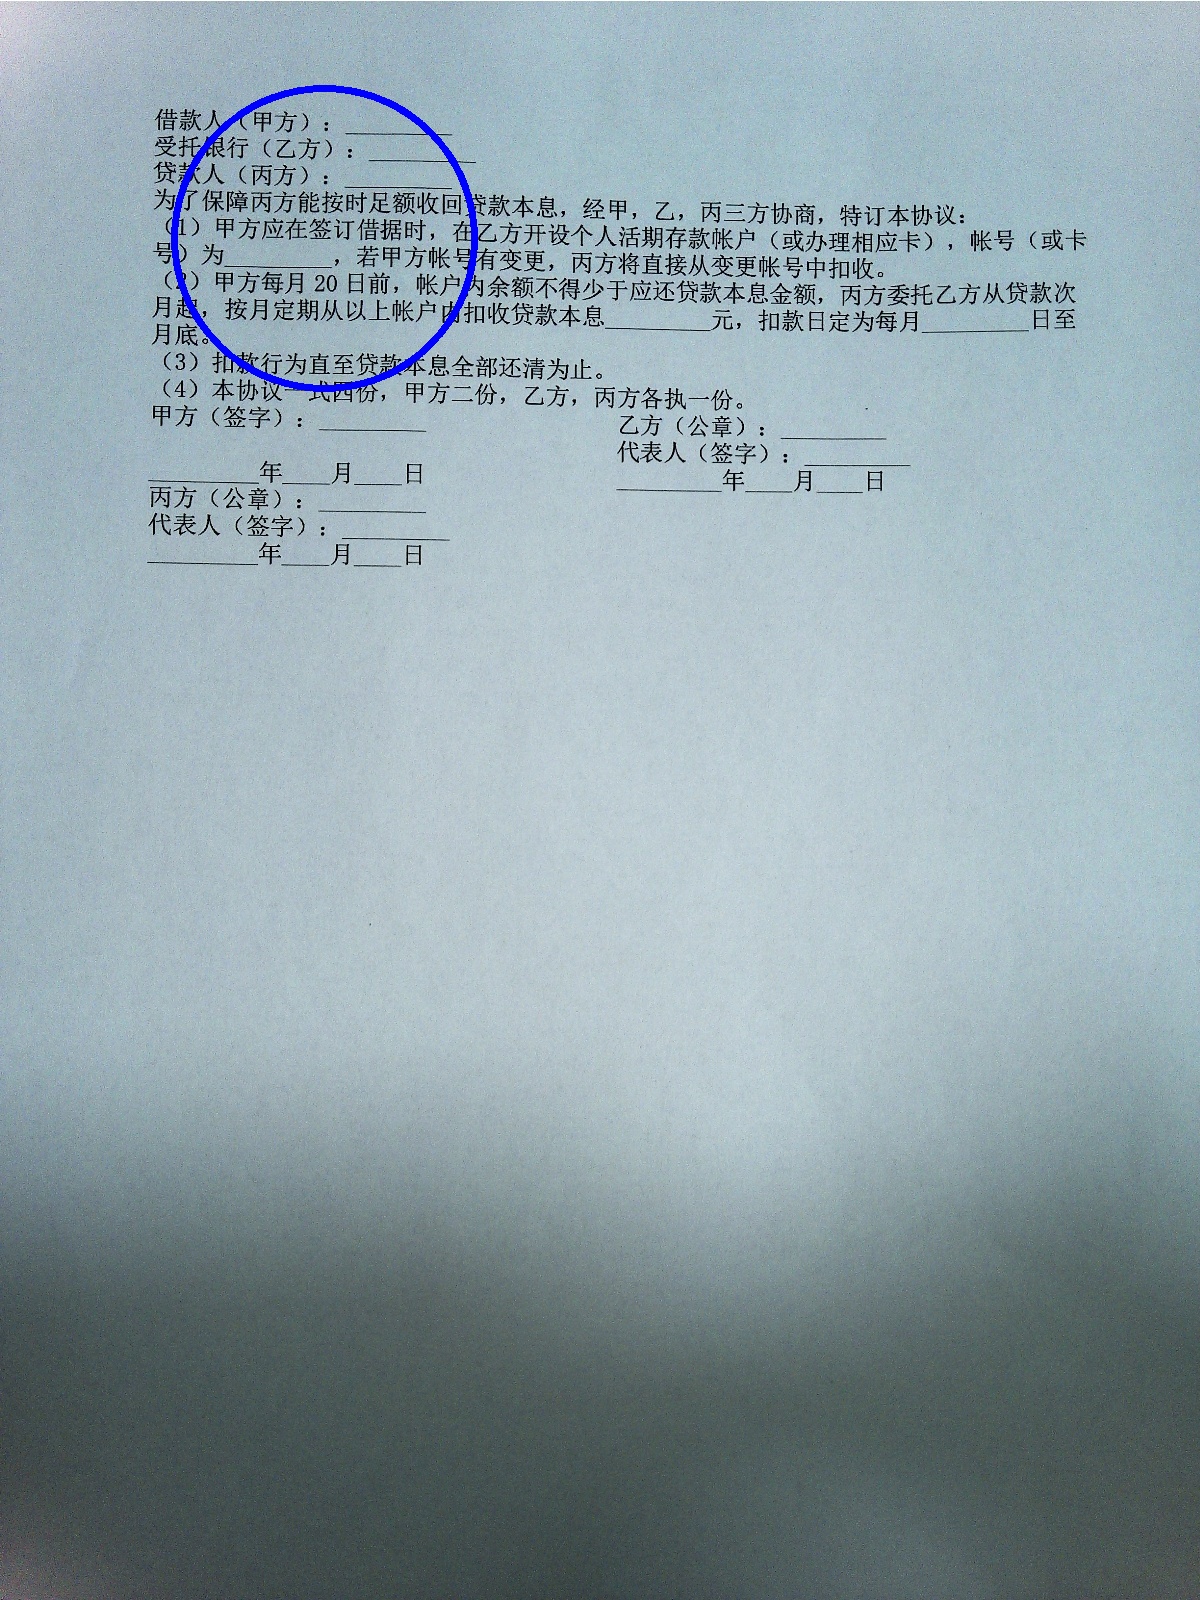 借款人（甲方）：_________
受托银行（乙方）：_________
贷款人（丙方）：_________
为了保障丙方能按时足额收回贷款本息，经甲，乙，丙三方协商，特订本协议：
（1）甲方应在签订借据时，在乙方开设个人活期存款帐户（或办理相应卡），帐号（或卡
号）为_________，若甲方帐号有变更，丙方将直接从变更帐号中扣收。
（2）甲方每月 20 日前，帐户内余额不得少于应还贷款本息金额，丙方委托乙方从贷款次
月起，按月定期从以上帐户内扣收贷款本息_________元，扣款日定为每月_________日至
月底。
（3）扣款行为直至贷款本息全部还清为止。
（4）本协议一式四份，甲方二份，乙方，丙方各执一份。
甲方（签字）：_________
乙方（公章）：_________
代表人（签字）：_________
_________年____月____日
_________年____月____日
丙方（公章）：_________
代表人（签字）：_________
_________年____月____日